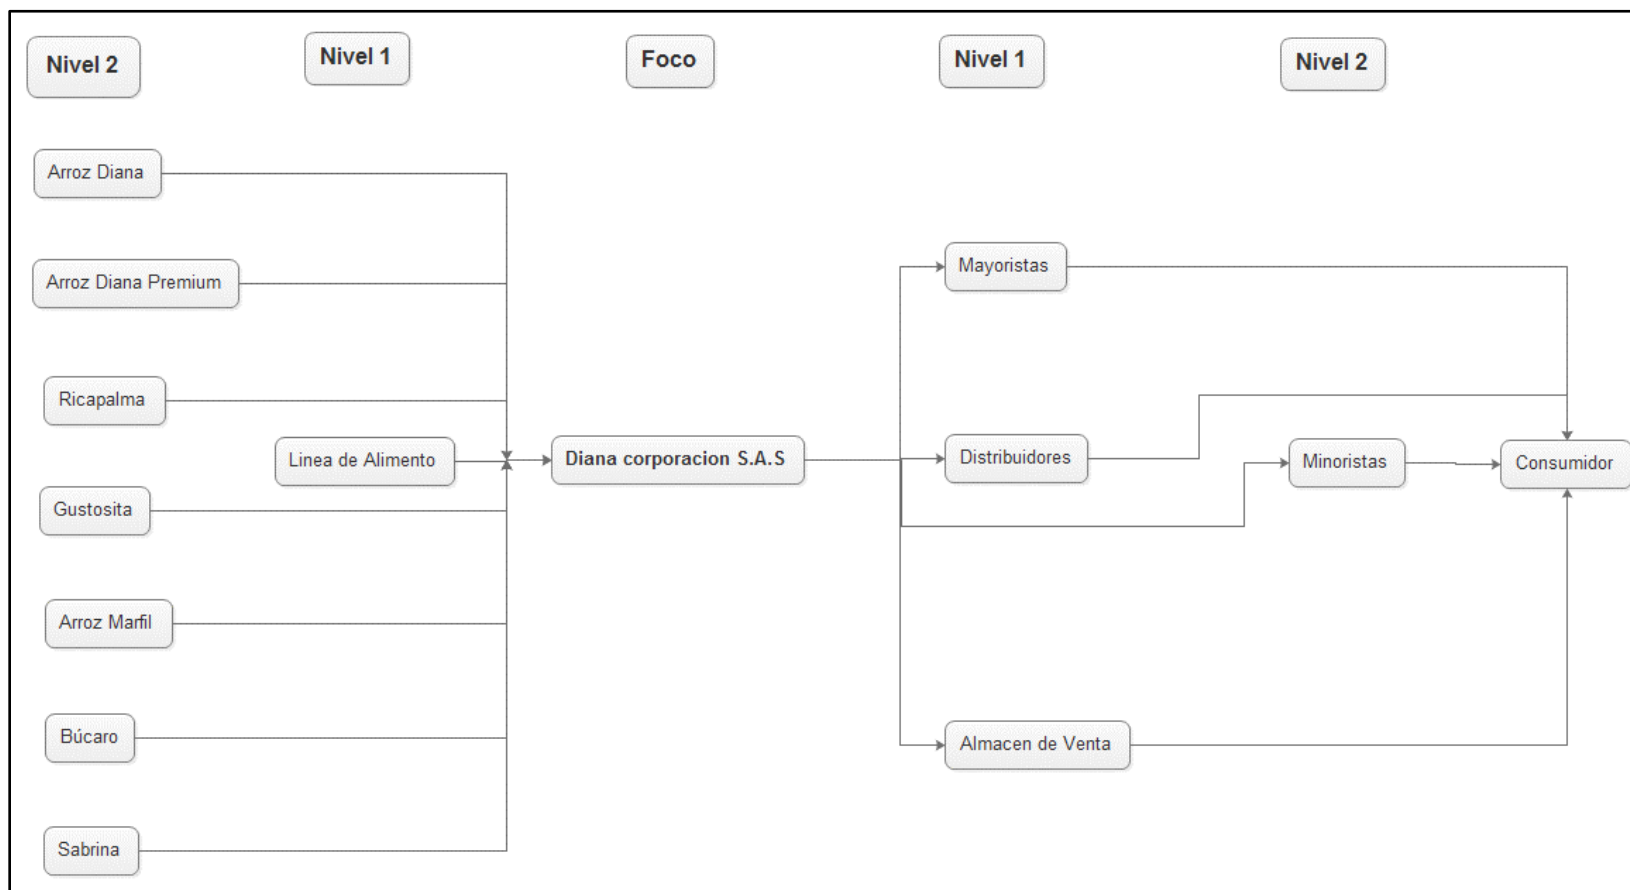 Nivel 2
Nivel 1
Foco
Nivel 1
Nivel 2
Arroz Diana
Arroz Diana Premium
Ricapalma
Gustosita
Arroz Marfil
Búcaro
Sabrina
Linea de Alimento
Diana corporacion S.A.S
Mayoristas
Distribuidores
Almacen de Venta
Minoristas
Consumidor